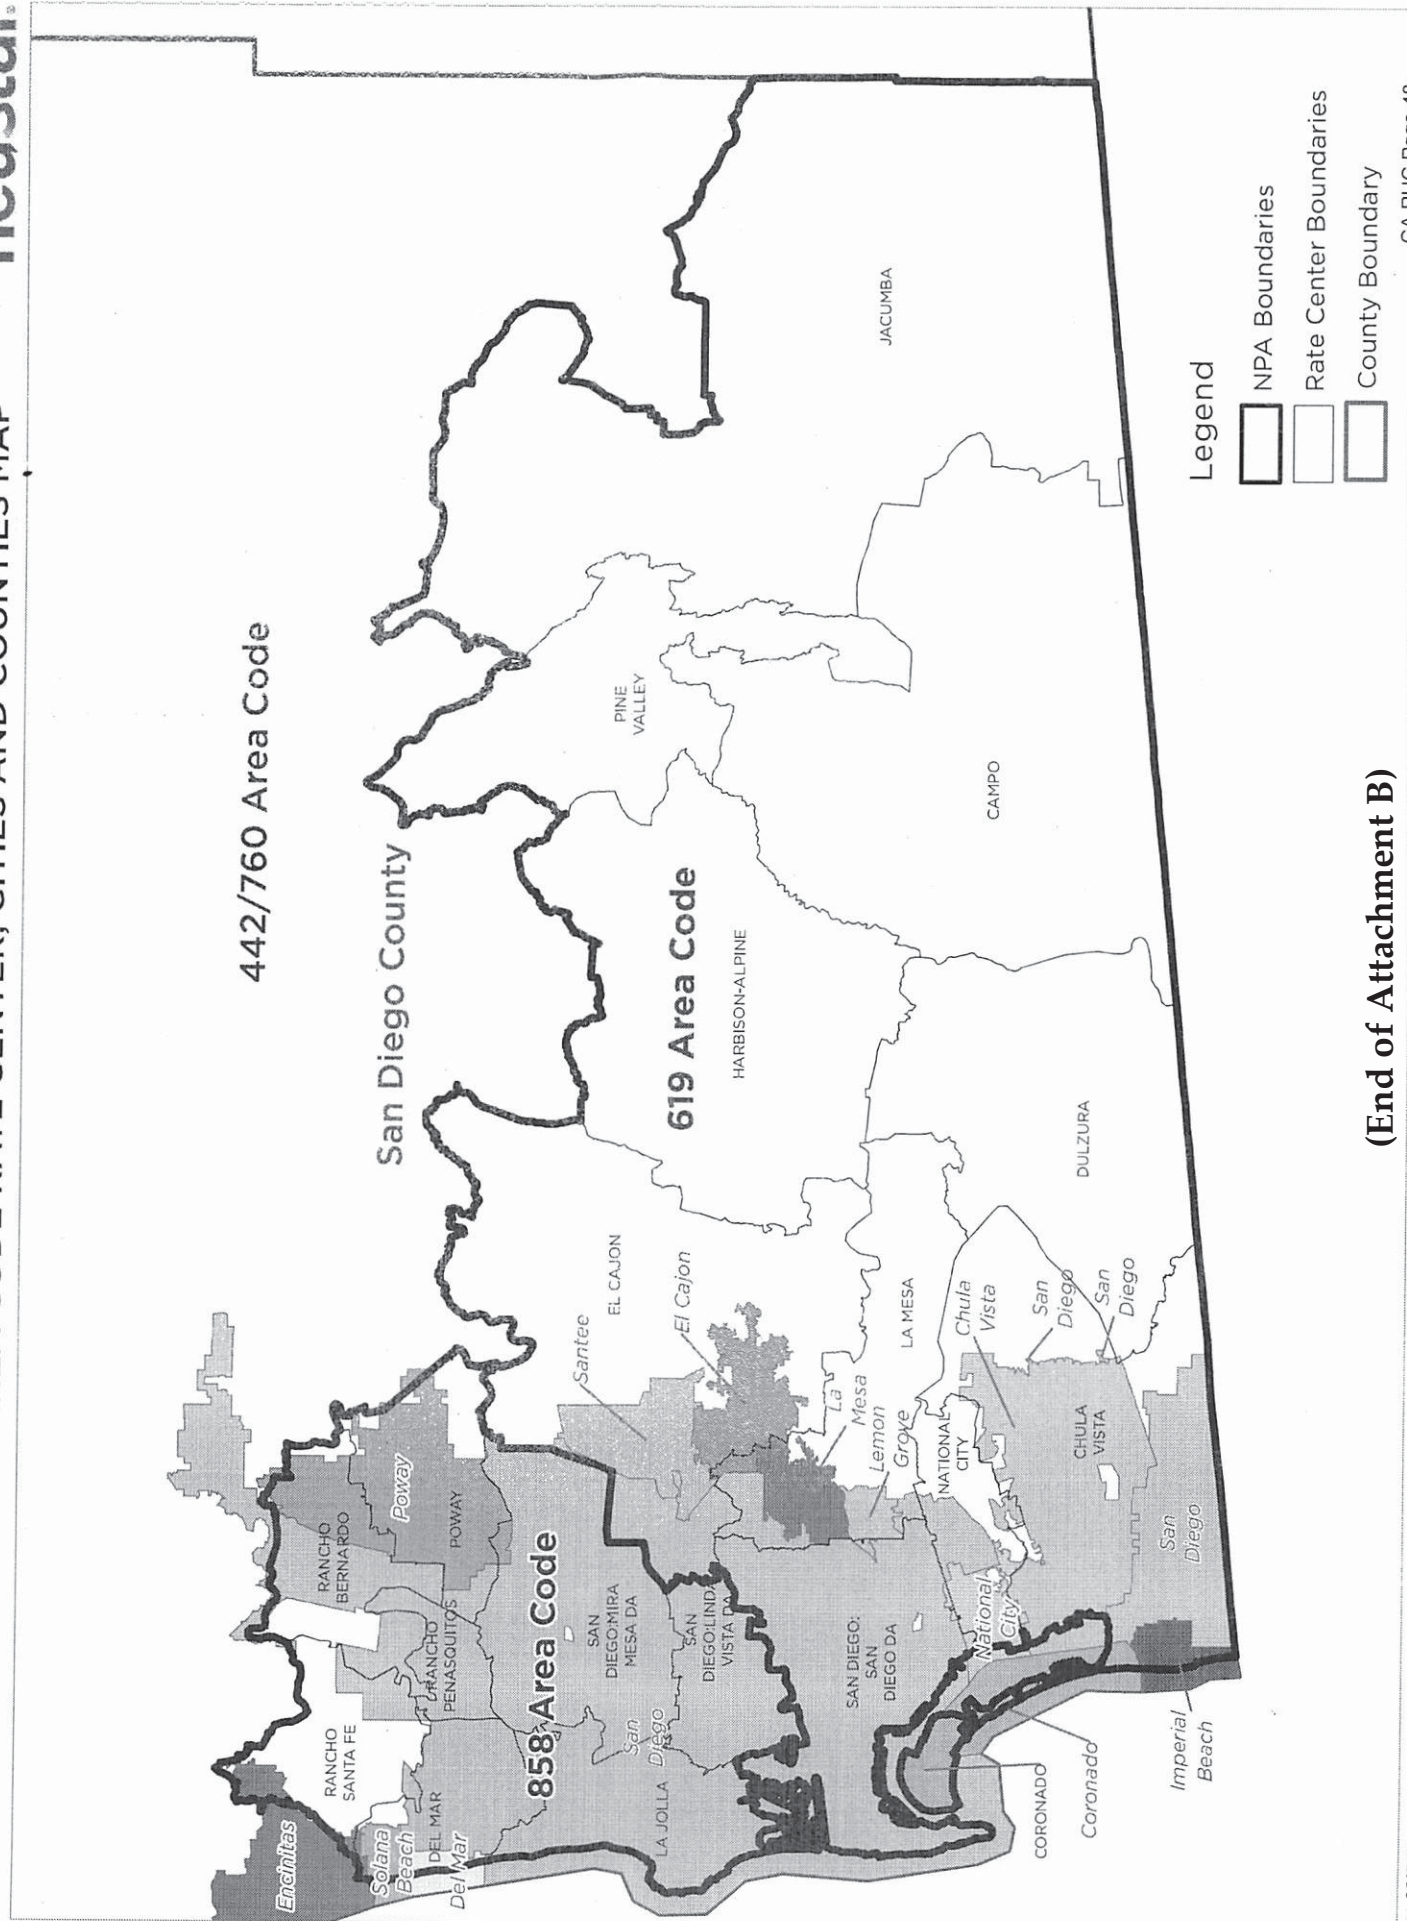 RATE CENTER, CITIES AND COUNTIES MAP
neustar
442/760 Area Code
San Diego County
619 Area Code
858 Area Code
Encinitas
Solana
Beach
DEL MAR
Del Mar
RANCHO
SANTA FE
RANCHO
BERNARDO
Poway
POWAY
RANCHO
PENASQUITOS
SAN
DIEGO:MIRA
MESA DA
SAN
DIEGO:LINDA
VISTA DA
San
Diego
LA JOLLA
SAN DIEGO:
SAN
DIEGO DA
Santee
EL CAJON
El Cajon
HARBISON-ALPINE
PINE
VALLEY
JACUMBA
CAMPO
DULZURA
La
Mesa
LA MESA
Lemon
Grove
NATIONAL
CITY
National
City
Chula
Vista
San
Diego
San
Diego
CHULA
VISTA
San
Diego
CORONADO
Coronado
Imperial
Beach
Legend
NPA Boundaries
Rate Center Boundaries
County Boundary
(End of Attachment B)